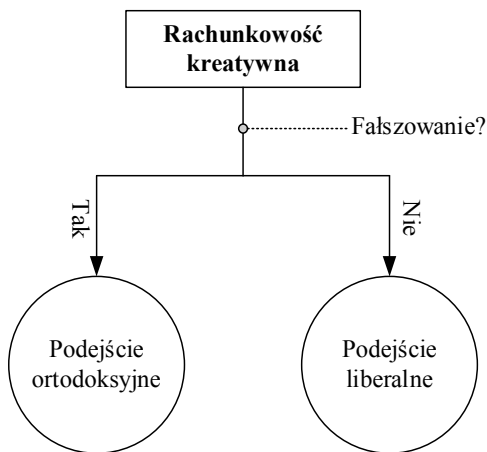 Rachunkowość
kreatywna
Fałszowanie?
Tak
Nie
Podejście
ortodoksyjne
Podejście
liberalne